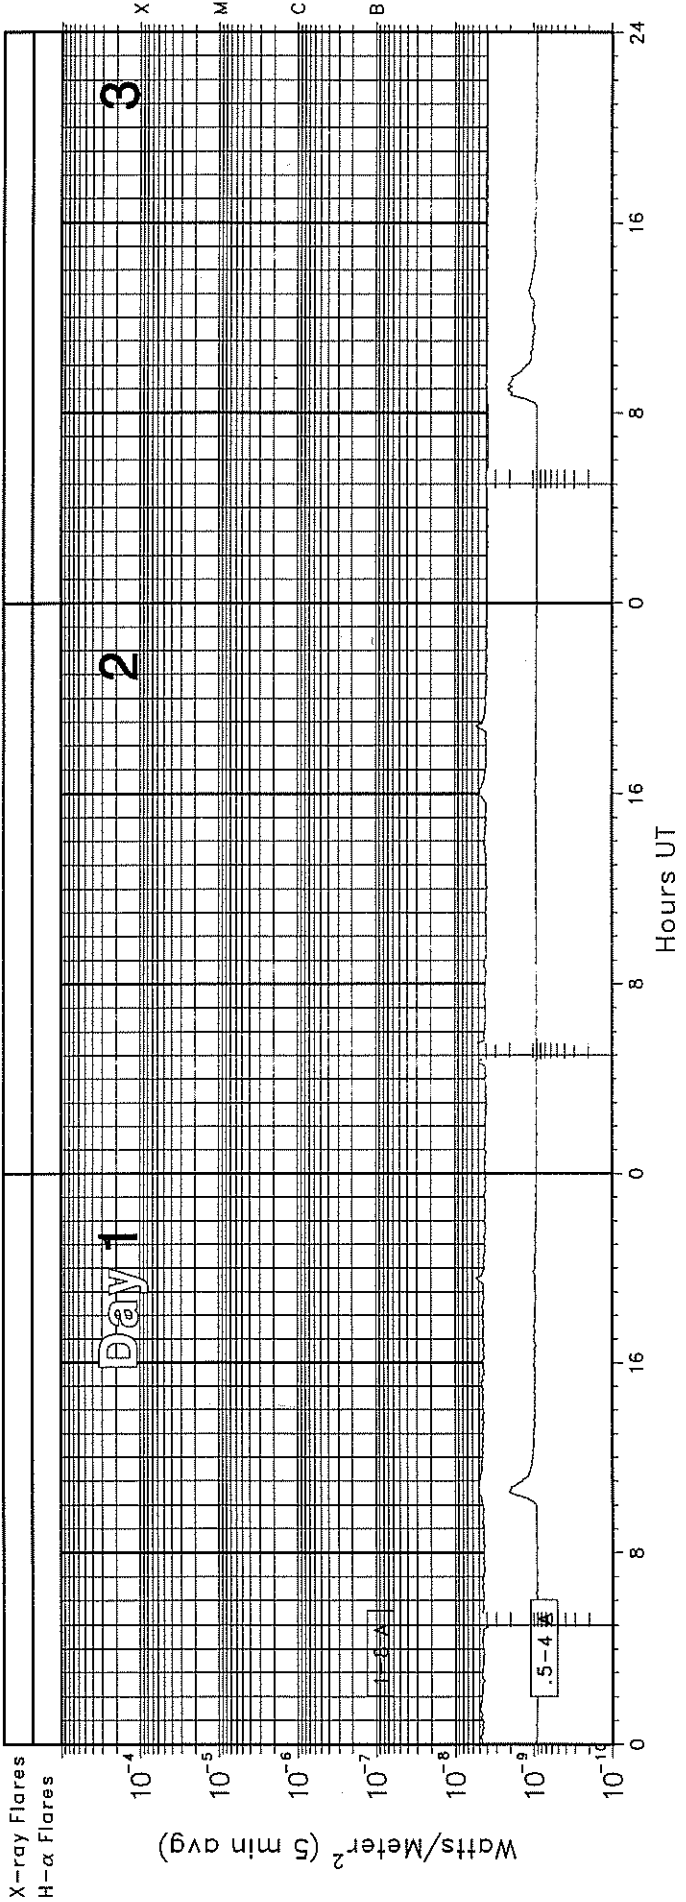 X-ray Flares
H-α Flares
X
M
C
B
Day 1
2
3
1-8 A
.5-4 A
10^-4
10^-5
10^-6
10^-7
10^-8
10^-9
10^-10
Watts/Meter² (5 min avg)
0 8 16 0 8 16 0 8 16 24
Hours UT